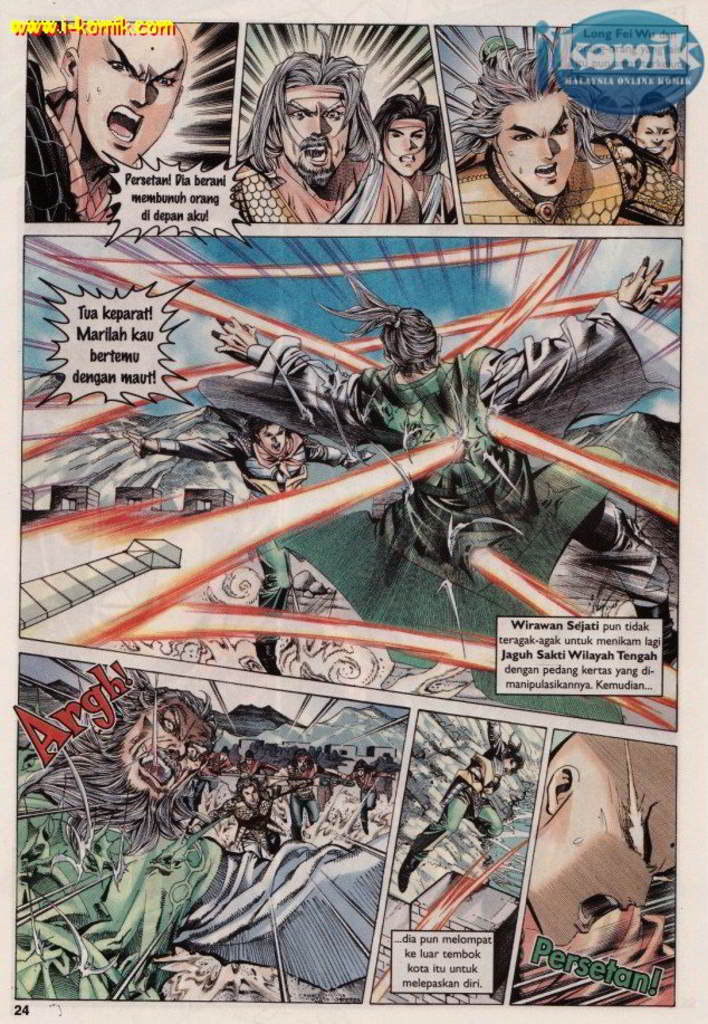 www.i-komik.com
Persetan! Dia berani
membunuh orang
di depan aku!
Long Fei Wu dan
i komik
MALAYSIA ONLINE KOMIK
Tua keparat!
Marilah kau
bertemu
dengan maut!
Wirawan Sejati pun tidak
teragak-agak untuk menikam lagi
Jaguh Sakti Wilayah Tengah
dengan pedang kertas yang di-
manipulasikannya. Kemudian...
Argh!
...dia pun melompat
ke luar tembok
kota itu untuk
melepaskan diri.
Persetan!
24